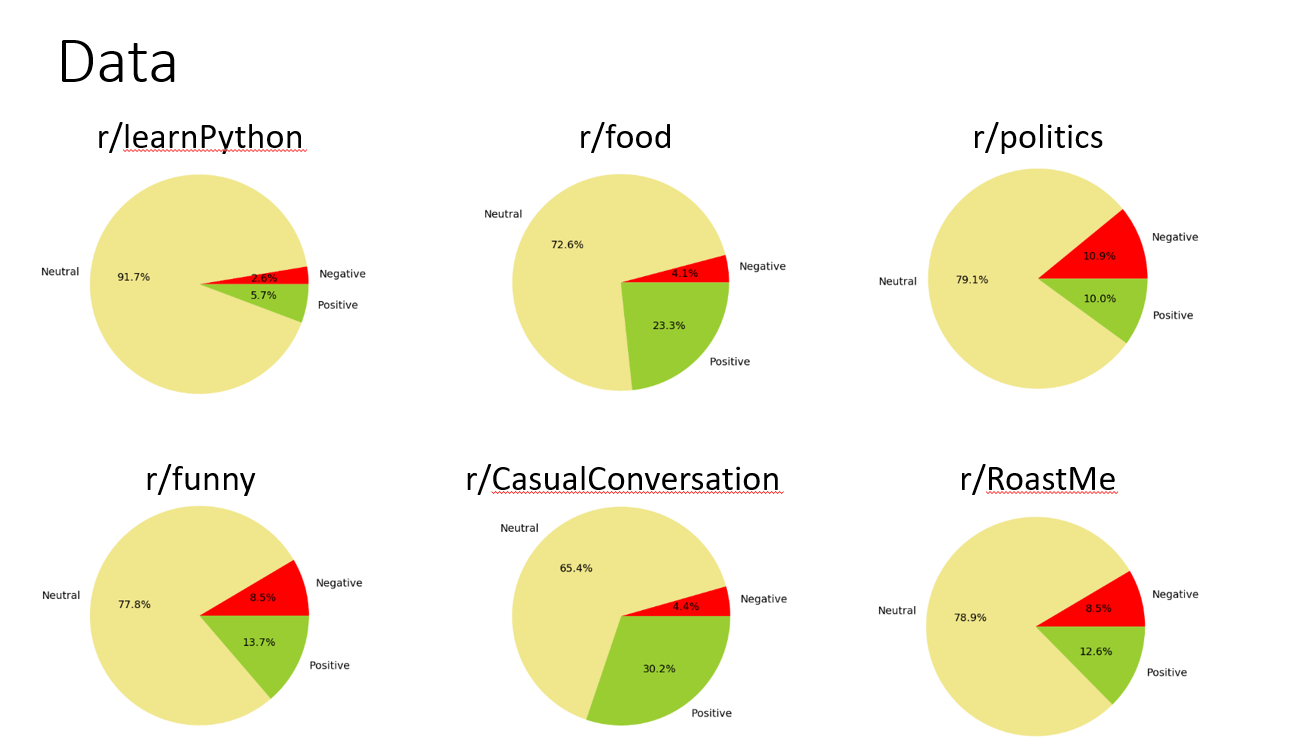 Data
r/learnPython
Neutral
91.7%
2.6%
Negative
5.7%
Positive
r/food
Neutral
72.6%
4.1%
Negative
23.3%
Positive
r/politics
Neutral
79.1%
10.9%
Negative
10.0%
Positive
r/funny
Neutral
77.8%
8.5%
Negative
13.7%
Positive
r/CasualConversation
Neutral
65.4%
4.4%
Negative
30.2%
Positive
r/RoastMe
Neutral
78.9%
8.5%
Negative
12.6%
Positive